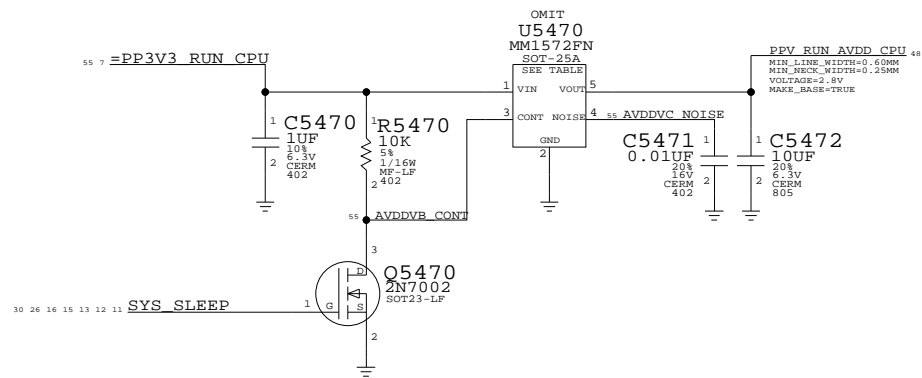 OMIT
U5470
MM1572FN
SOT-25A
SEE TABLE
55 7 =PP3V3_RUN_CPU
PPV_RUN_AVDD_CPU 48
MIN_LINE_WIDTH=0.60MM
MIN_NECK_WIDTH=0.25MM
VOLTAGE=2.8V
MAKE_BASE=TRUE
1 VIN VOUT 5
3 CONT NOISE 4
GND
2
55 AVDDVC_NOISE
1
C5470
1UF
10%
6.3V
CERM
402
2
1
R5470
10K
5%
1/16W
MF-LF
402
2
1
C5471
0.01UF
20%
16V
CERM
402
2
1
C5472
10UF
20%
6.3V
CERM
805
2
55 AVDDVB_CONT
3
D
Q5470
2N7002
SOT23-LF
30 26 16 15 13 12 11 SYS_SLEEP
1 G S
2